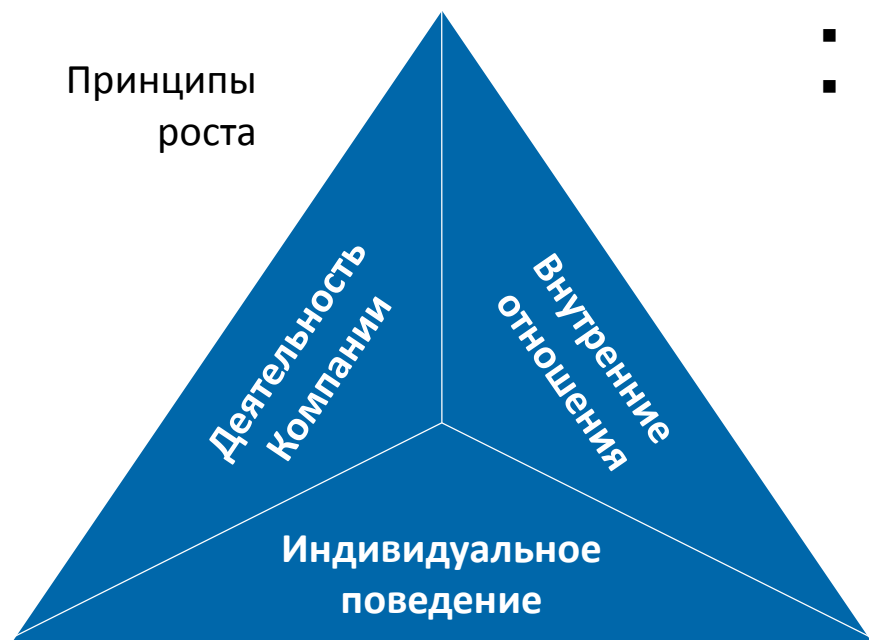 Принципы
роста
Деятельность
Компании
Внутренние
отношения
Индивидуальное
поведение